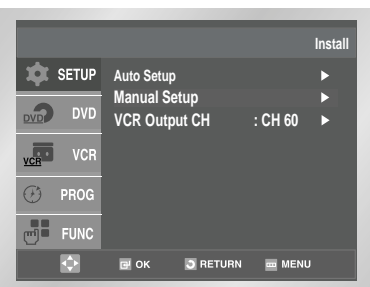 Install
SETUP
Auto Setup
Manual Setup
DVD DVD
VCR Output CH : CH 60
VCR VCR
PROG
FUNC
OK RETURN MENU